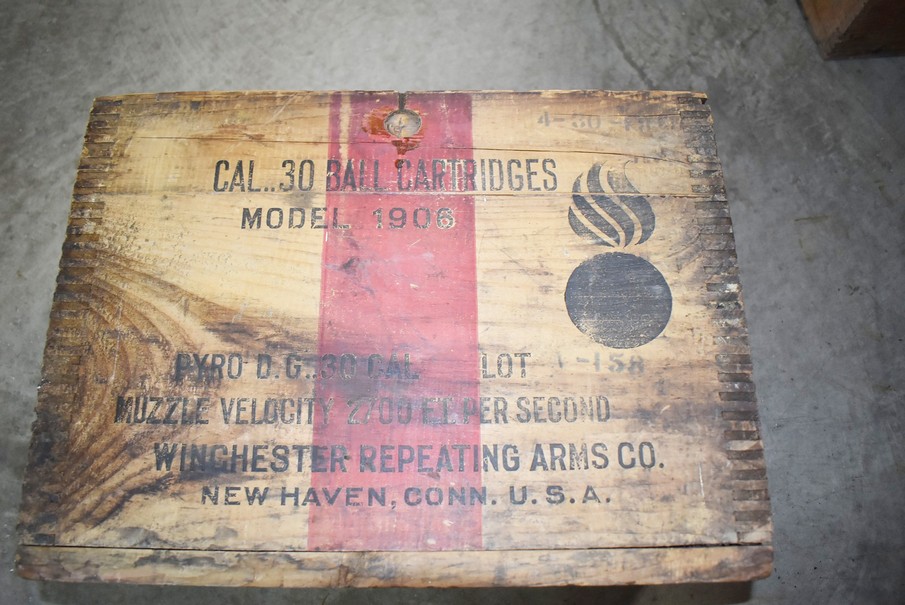 CAL..30 BALL CARTRIDGES
MODEL 1906
PYRO D.G..30 CAL. LOT -158
MUZZLE VELOCITY 2700 FT. PER SECOND
WINCHESTER REPEATING ARMS CO.
NEW HAVEN, CONN. U.S.A.